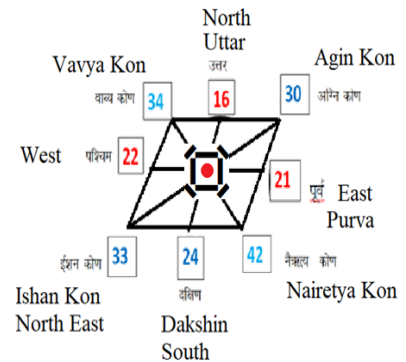 North
Uttar
उत्तर
Vavya Kon
वाव्य कोण
34
16
30
Agin Kon
अग्नि कोण
West
पश्चिम
22
21
पूर्व
East
Purva
ईशन कोण
33
24
42
नैऋत्य कोण
Ishan Kon
North East
दक्षिण
Dakshin
South
Nairetya Kon